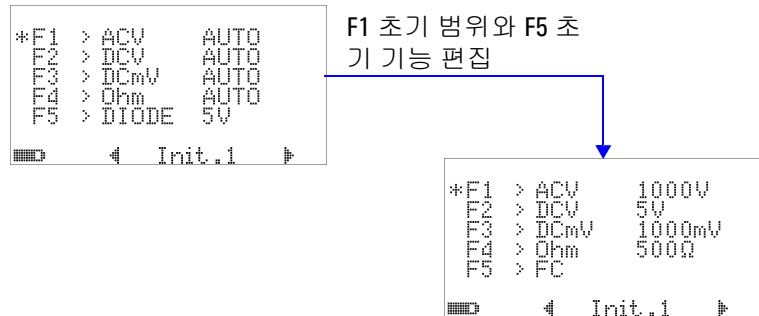 *F1 > ACV AUTO
F2 > DCV AUTO
F3 > DCmV AUTO
F4 > Ohm AUTO
F5 > DIODE 5V
Init.1
F1 초기 범위와 F5 초
기 기능 편집
*F1 > ACV 1000V
F2 > DCV 5V
F3 > DCmV 1000mV
F4 > Ohm 500Ω
F5 > FC
Init.1